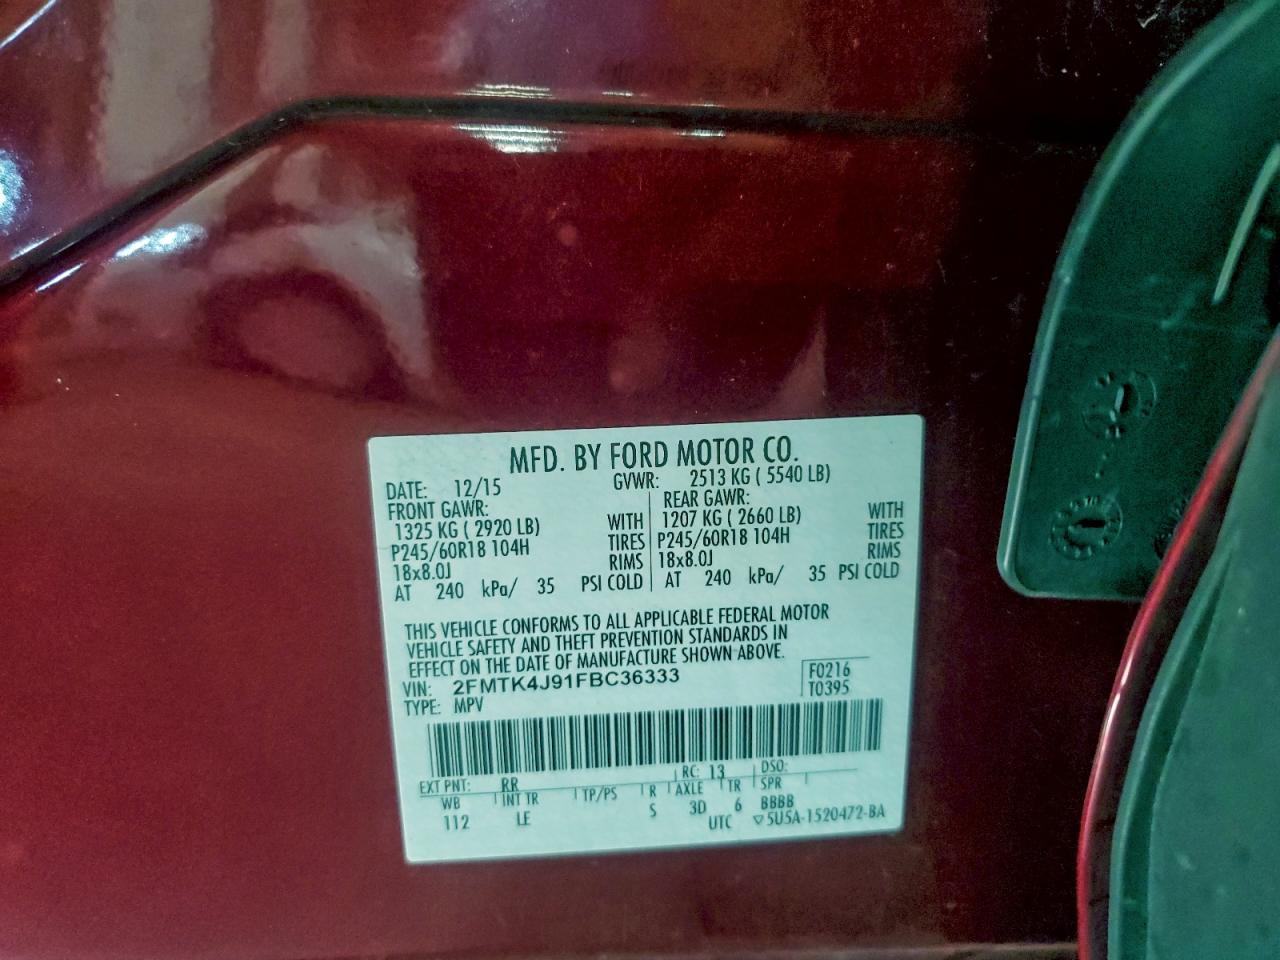 MFD. BY FORD MOTOR CO.
DATE: 12/15 GVWR: 2513 KG ( 5540 LB)
FRONT GAWR: REAR GAWR:
1325 KG ( 2920 LB) WITH 1207 KG ( 2660 LB) WITH
P245/60R18 104H TIRES P245/60R18 104H TIRES
18x8.0J RIMS 18x8.0J RIMS
AT 240 kPa/ 35 PSI COLD AT 240 kPa/ 35 PSI COLD
THIS VEHICLE CONFORMS TO ALL APPLICABLE FEDERAL MOTOR
VEHICLE SAFETY AND THEFT PREVENTION STANDARDS IN
EFFECT ON THE DATE OF MANUFACTURE SHOWN ABOVE.
VIN: 2FMTK4J91FBC36333 F0216
TYPE: MPV T0395
EXT PNT: RR RC: 13 DSO:
WB INT TR TP/PS R AXLE TR SPR
112 LE S 3D 6 BBBB
UTC ▽5U5A-1520472-BA